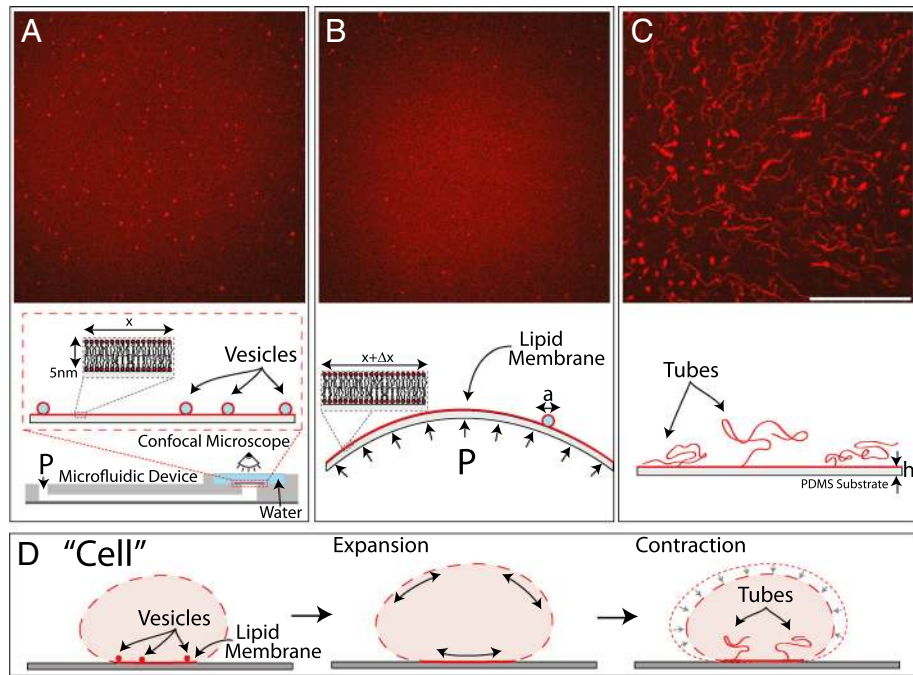 A
B
C
x
5nm
Vesicles
Confocal Microscope
P
Microfluidic Device
Water
x+Δx
Lipid
Membrane
a
P
Tubes
h
PDMS Substrate
D "Cell"
Expansion
Contraction
Vesicles
Lipid
Membrane
Tubes